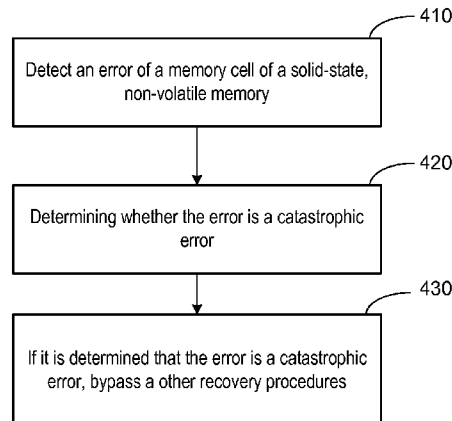 410
Detect an error of a memory cell of a solid-state,
non-volatile memory
420
Determining whether the error is a catastrophic
error
430
If it is determined that the error is a catastrophic
error, bypass a other recovery procedures